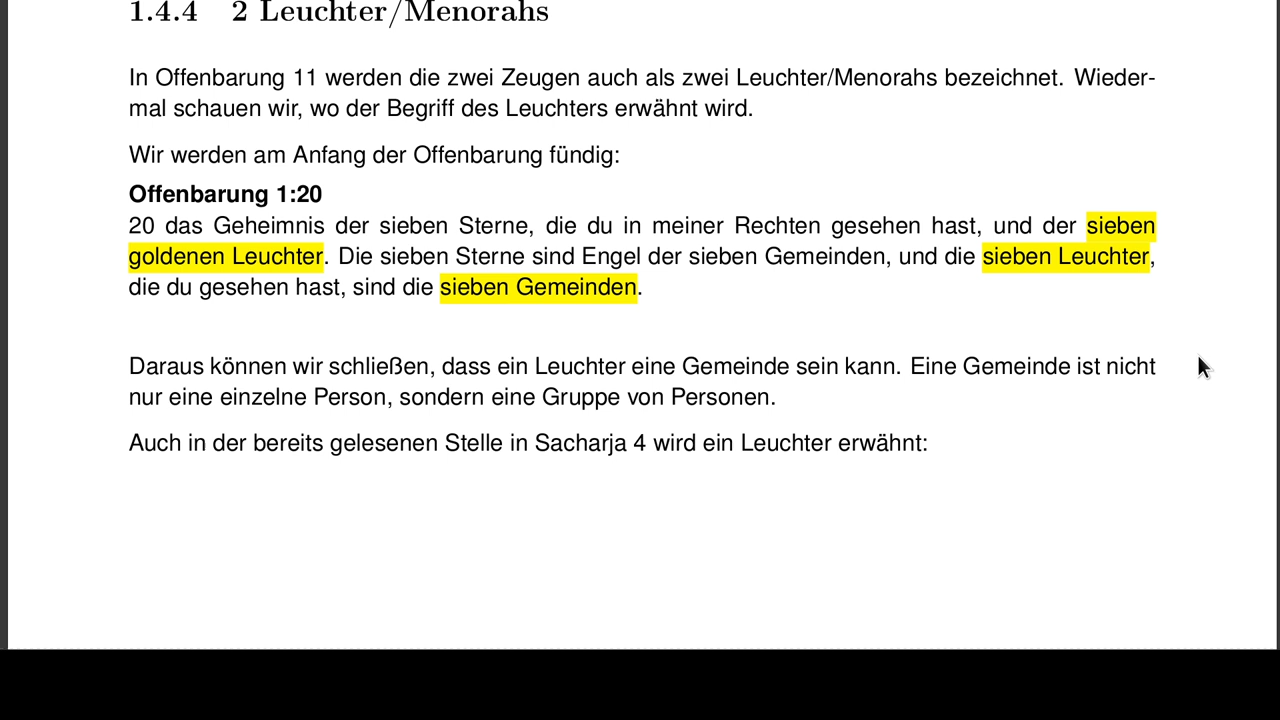 1.4.4 2 Leuchter/Menorahs
In Offenbarung 11 werden die zwei Zeugen auch als zwei Leuchter/Menorahs bezeichnet. Wieder-
mal schauen wir, wo der Begriff des Leuchters erwähnt wird.
Wir werden am Anfang der Offenbarung fündig:
Offenbarung 1:20
20 das Geheimnis der sieben Sterne, die du in meiner Rechten gesehen hast, und der sieben
goldenen Leuchter. Die sieben Sterne sind Engel der sieben Gemeinden, und die sieben Leuchter,
die du gesehen hast, sind die sieben Gemeinden.
Daraus können wir schließen, dass ein Leuchter eine Gemeinde sein kann. Eine Gemeinde ist nicht
nur eine einzelne Person, sondern eine Gruppe von Personen.
Auch in der bereits gelesenen Stelle in Sacharja 4 wird ein Leuchter erwähnt: